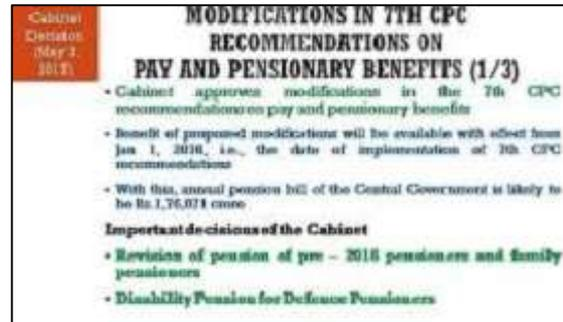 Cabinet
Decision
(May 3,
2017)
MODIFICATIONS IN 7TH CPC
RECOMMENDATIONS ON
PAY AND PENSIONARY BENEFITS (1/3)
• Cabinet approves modifications in the 7th CPC
recommendations on pay and pensionary benefits
• Benefit of proposed modifications will be available with effect from
Jan 1, 2016, i.e., the date of implementation of 7th CPC
recommendations
• With this, annual pension bill of the Central Government is likely to
be Rs.1,76,071 crore
Important decisions of the Cabinet
• Revision of pension of pre – 2016 pensioners and family
pensioners
• Disability Pension for Defence Pensioners